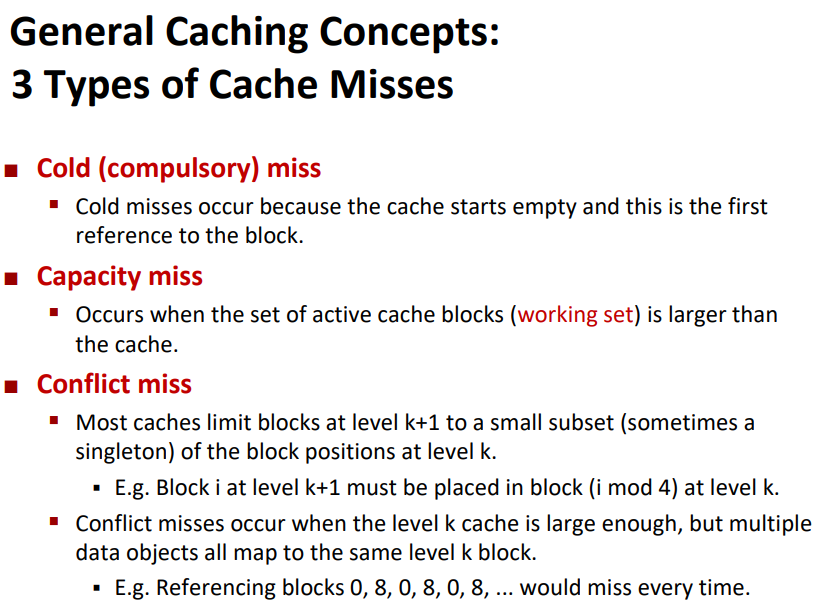 General Caching Concepts:
3 Types of Cache Misses
■ Cold (compulsory) miss
▪ Cold misses occur because the cache starts empty and this is the first
reference to the block.
■ Capacity miss
▪ Occurs when the set of active cache blocks (working set) is larger than
the cache.
■ Conflict miss
▪ Most caches limit blocks at level k+1 to a small subset (sometimes a
singleton) of the block positions at level k.
▪ E.g. Block i at level k+1 must be placed in block (i mod 4) at level k.
▪ Conflict misses occur when the level k cache is large enough, but multiple
data objects all map to the same level k block.
▪ E.g. Referencing blocks 0, 8, 0, 8, 0, 8, ... would miss every time.